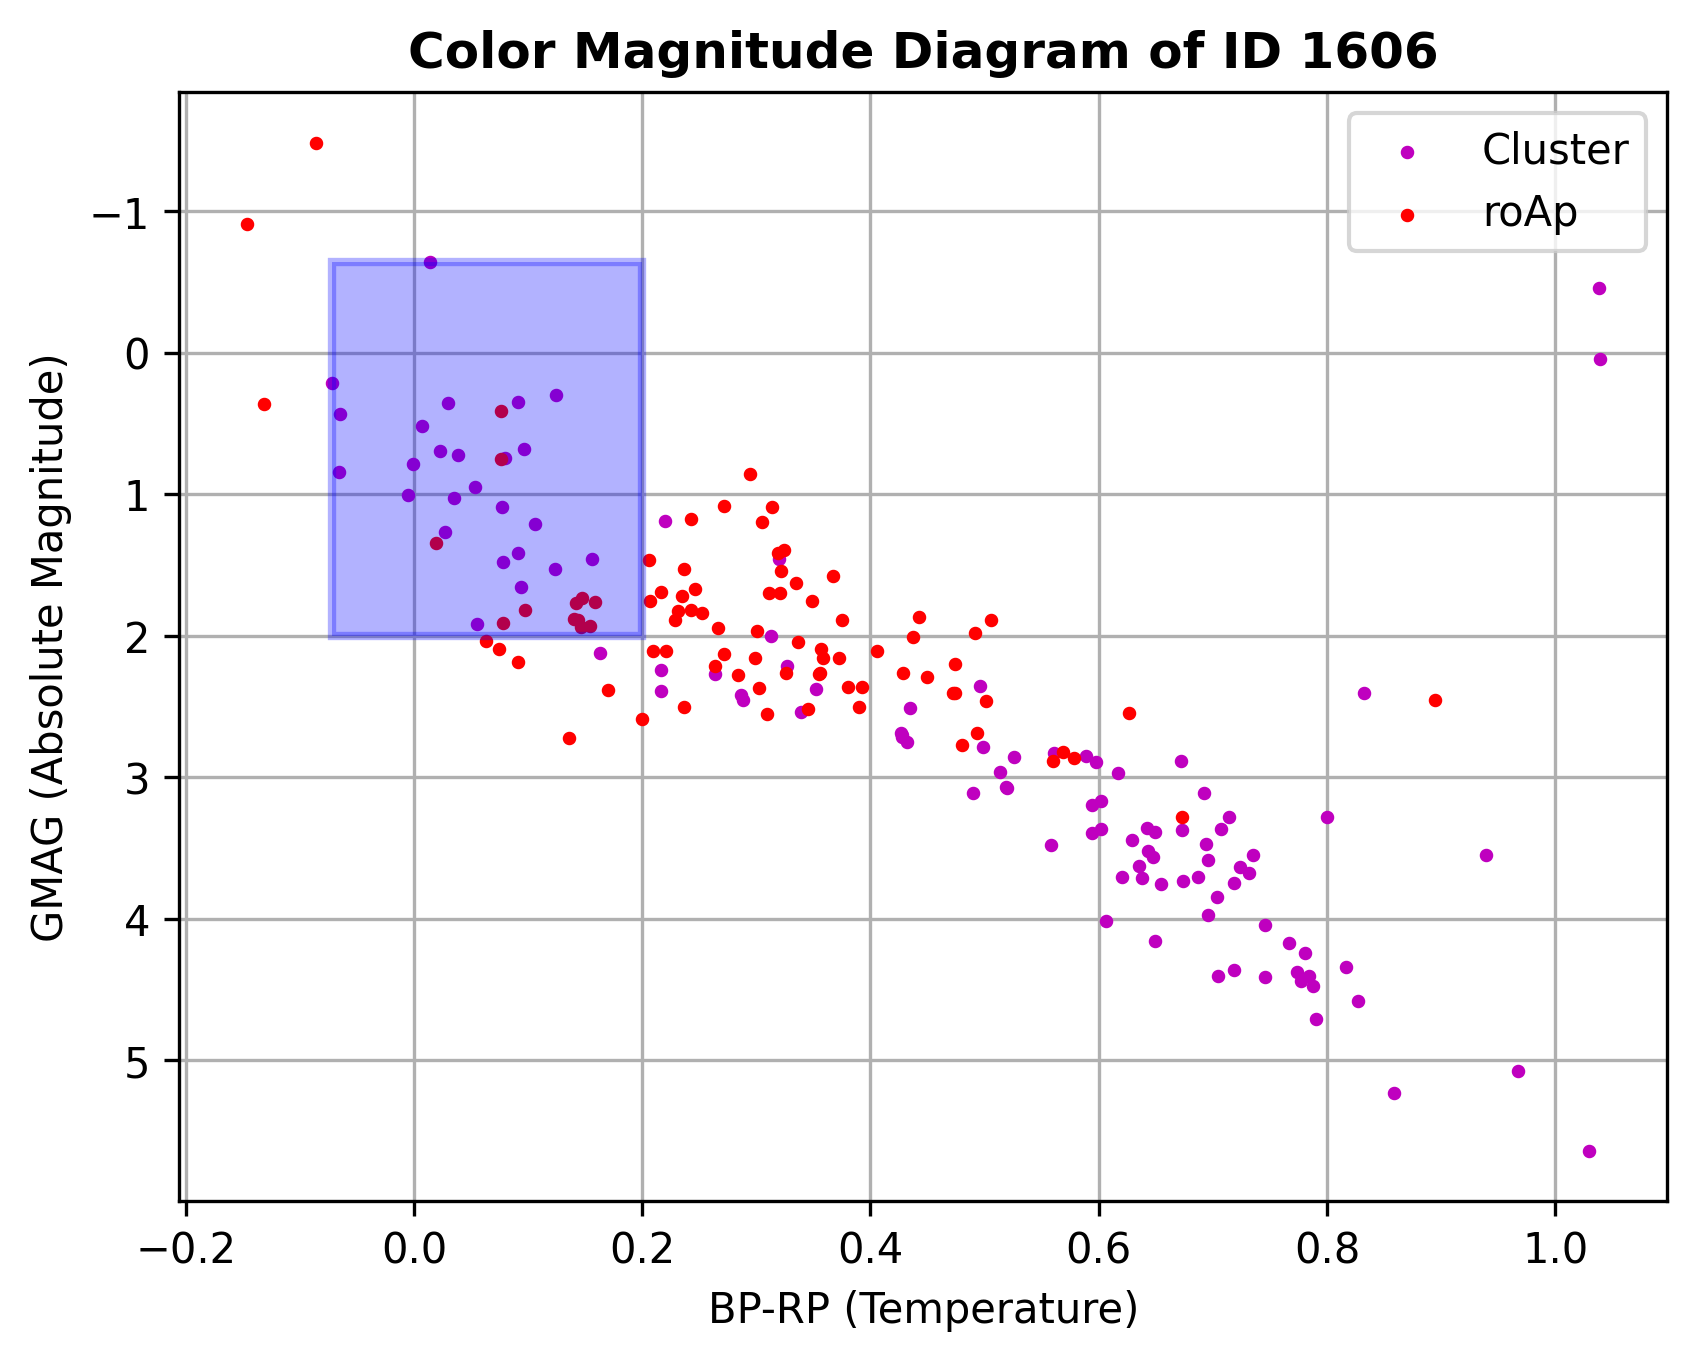 Color Magnitude Diagram of ID 1606
Cluster
roAp
−1
0
1
2
3
4
5
GMAG (Absolute Magnitude)
−0.2 0.0 0.2 0.4 0.6 0.8 1.0
BP-RP (Temperature)